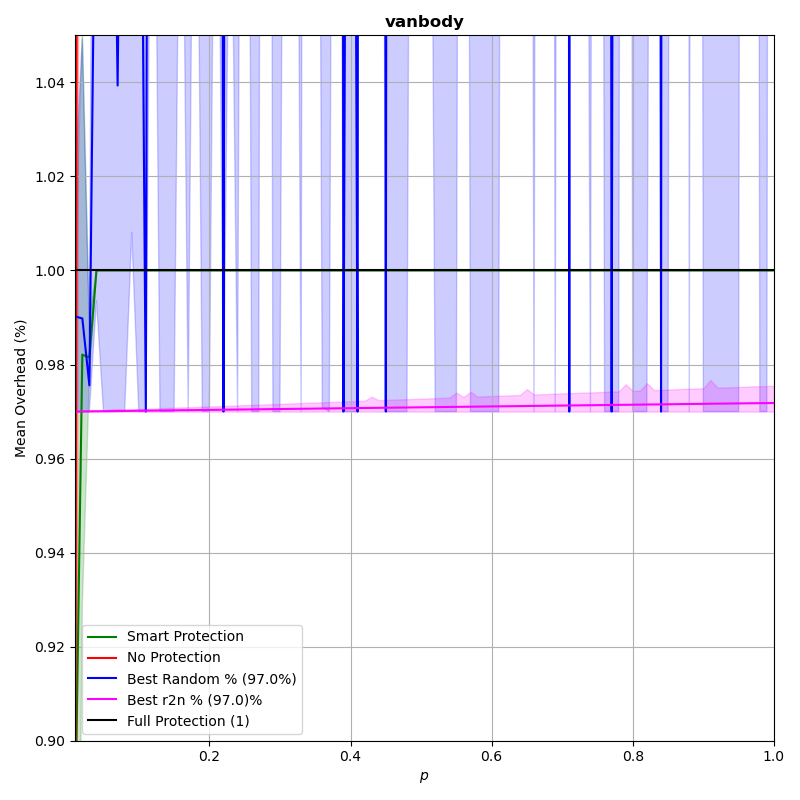 vanbody
1.04
1.02
1.00
0.98
0.96
0.94
0.92
0.90
Mean Overhead (%)
Smart Protection
No Protection
Best Random % (97.0%)
Best r2n % (97.0)%
Full Protection (1)
0.2 0.4 0.6 0.8 1.0
p